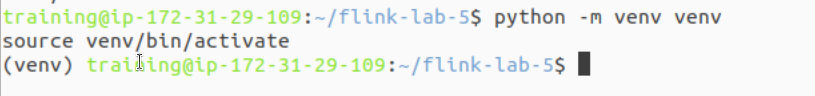 training@ip-172-31-29-109:~/flink-lab-5$ python -m venv venv
source venv/bin/activate
(venv) training@ip-172-31-29-109:~/flink-lab-5$